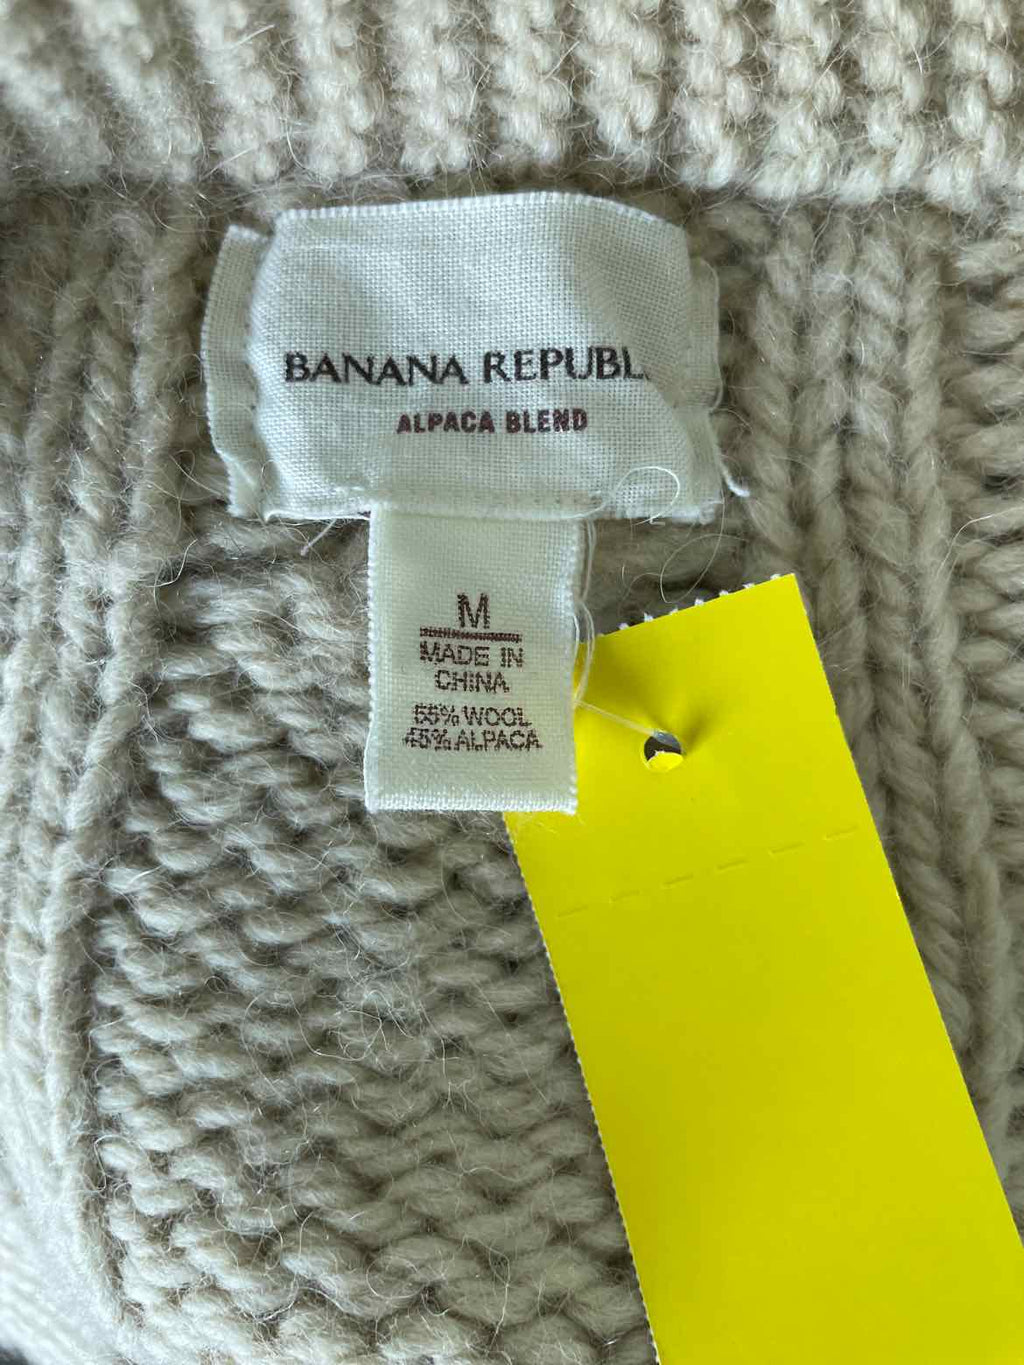 BANANA REPUBL
ALPACA BLEND
M
MADE IN
CHINA
55% WOOL
45% ALPACA